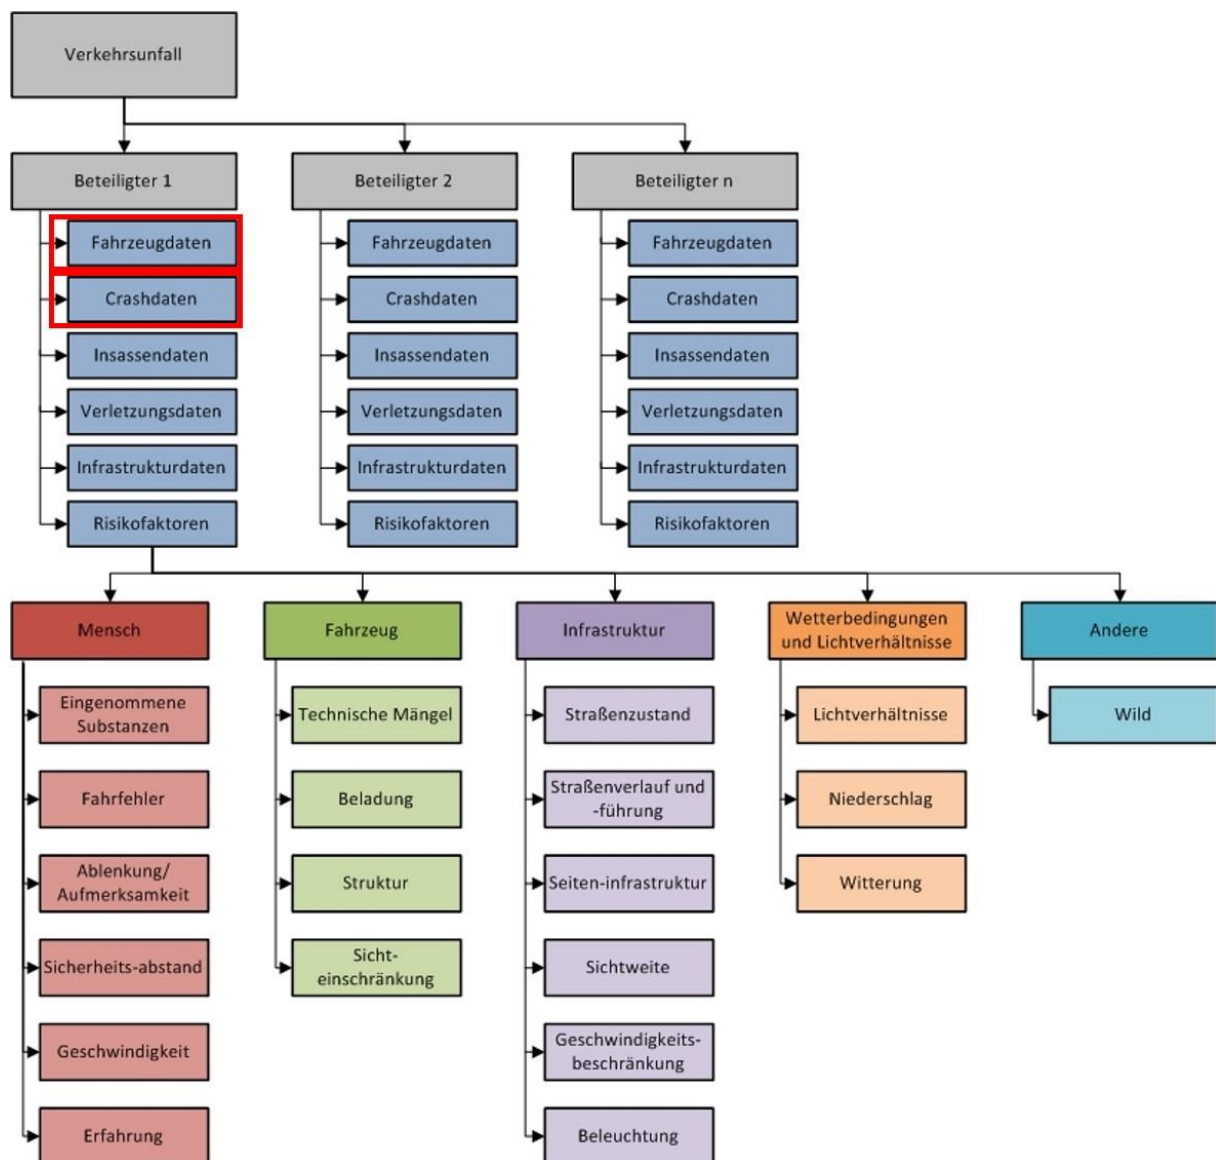 Verkehrsunfall
Beteiligter 1
Beteiligter 2
Beteiligter n
Fahrzeugdaten
Fahrzeugdaten
Fahrzeugdaten
Crashdaten
Crashdaten
Crashdaten
Insassendaten
Insassendaten
Insassendaten
Verletzungsdaten
Verletzungsdaten
Verletzungsdaten
Infrastrukturdaten
Infrastrukturdaten
Infrastrukturdaten
Risikofaktoren
Risikofaktoren
Risikofaktoren
Mensch
Fahrzeug
Infrastruktur
Wetterbedingungen
und Lichtverhältnisse
Andere
Eingenommene
Substanzen
Technische Mängel
Straßenzustand
Lichtverhältnisse
Wild
Fahrfehler
Beladung
Straßenverlauf und
-führung
Niederschlag
Ablenkung/
Aufmerksamkeit
Struktur
Seiten-infrastruktur
Witterung
Sicherheits-abstand
Sicht-
einschränkung
Sichtweite
Geschwindigkeit
Geschwindigkeits-
beschränkung
Erfahrung
Beleuchtung